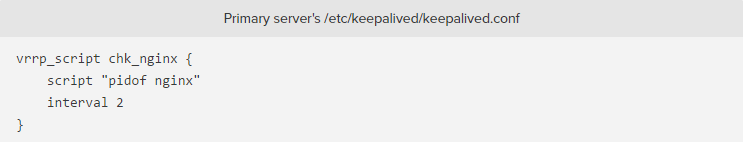 Primary server's /etc/keepalived/keepalived.conf
vrrp_script chk_nginx {
    script "pidof nginx"
    interval 2
}